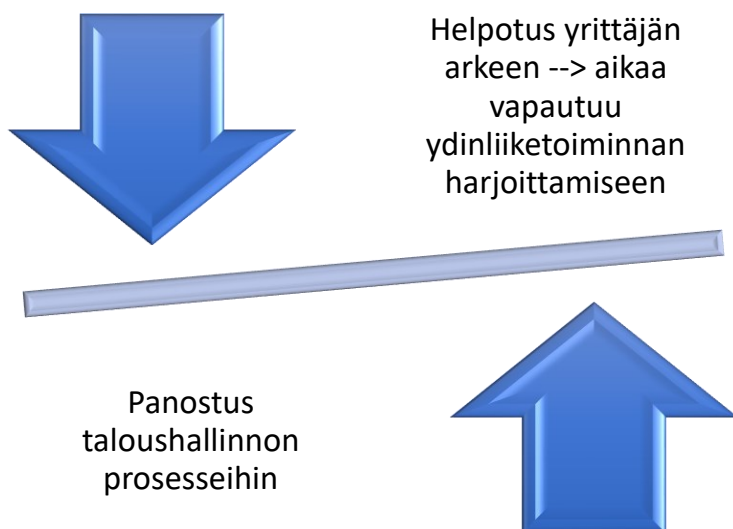 Helpotus yrittäjän
arkeen --> aikaa
vapautuu
ydinliiketoiminnan
harjoittamiseen
Panostus
taloushallinnon
prosesseihin